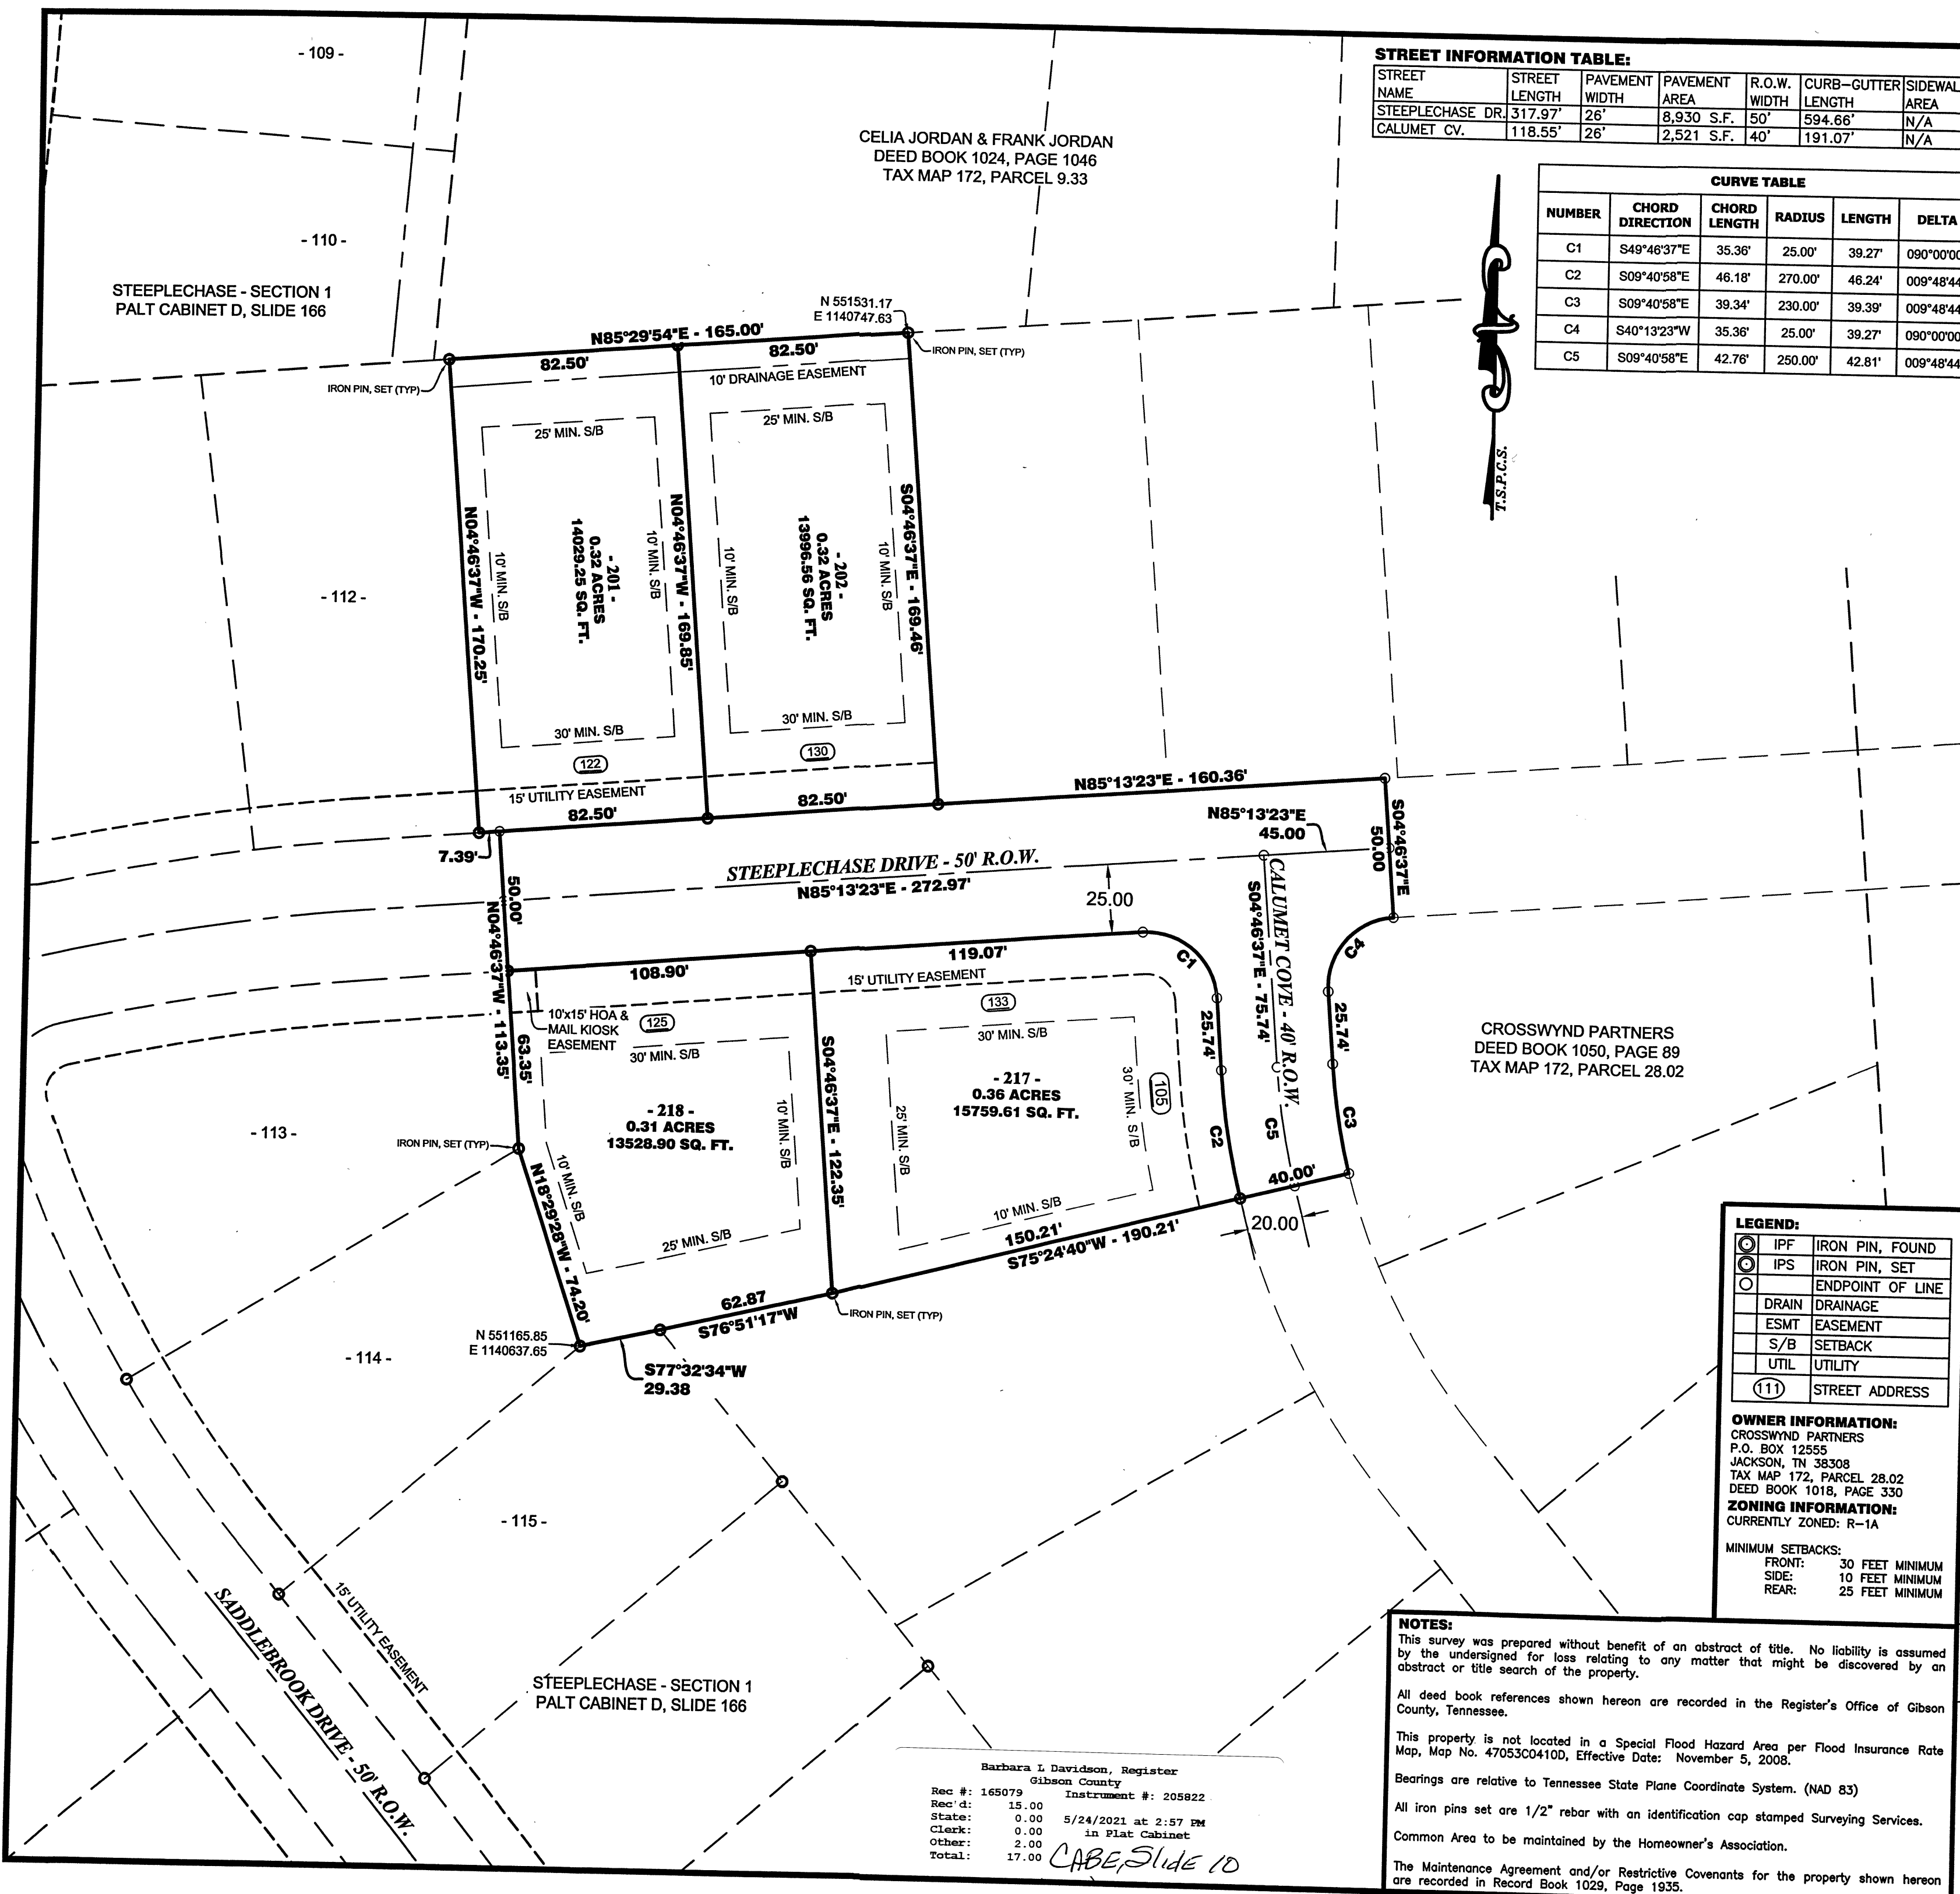 - 109 -
- 110 -
STEEPLECHASE - SECTION 1
PALT CABINET D, SLIDE 166
CELIA JORDAN & FRANK JORDAN
DEED BOOK 1024, PAGE 1046
TAX MAP 172, PARCEL 9.33
STREET INFORMATION TABLE:
STREET NAME STREET LENGTH PAVEMENT WIDTH PAVEMENT AREA R.O.W. WIDTH CURB-GUTTER LENGTH SIDEWAL AREA
STEEPLECHASE DR. 317.97' 26' 8,930 S.F. 50' 594.66' N/A
CALUMET CV. 118.55' 26' 2,521 S.F. 40' 191.07' N/A
CURVE TABLE
NUMBER CHORD DIRECTION CHORD LENGTH RADIUS LENGTH DELTA
C1 S49°46'37"E 35.36' 25.00' 39.27' 090°00'00
C2 S09°40'58"E 46.18' 270.00' 46.24' 009°48'44
C3 S09°40'58"E 39.34' 230.00' 39.39' 009°48'44
C4 S40°13'23"W 35.36' 25.00' 39.27' 090°00'00
C5 S09°40'58"E 42.76' 250.00' 42.81' 009°48'44
T.S.P.C.S.
N 551531.17
E 1140747.63
N85°29'54"E - 165.00'
82.50'
82.50'
IRON PIN, SET (TYP)
IRON PIN, SET (TYP)
10' DRAINAGE EASEMENT
25' MIN. S/B
25' MIN. S/B
- 112 -
N04°46'37"W - 170.25'
10' MIN. S/B
- 201 -
0.32 ACRES
14029.25 SQ. FT.
10' MIN. S/B
N04°46'37"W - 169.85'
10' MIN. S/B
- 202 -
0.32 ACRES
13996.56 SQ. FT.
10' MIN. S/B
S04°46'37"E - 169.46'
30' MIN. S/B
30' MIN. S/B
122
130
15' UTILITY EASEMENT
82.50'
82.50'
N85°13'23"E - 160.36'
7.39'
N85°13'23"E
45.00
S04°46'37"E
50.00
STEEPLECHASE DRIVE - 50' R.O.W.
N85°13'23"E - 272.97'
25.00
50.00'
N04°46'37"W - 113.35'
63.35'
108.90'
119.07'
C1
C4
CALUMET COVE - 40' R.O.W.
S04°46'37"E - 75.74'
15' UTILITY EASEMENT
10'x15' HOA &
MAIL KIOSK
EASEMENT
125
133
30' MIN. S/B
30' MIN. S/B
25.74'
25.74'
- 113 -
IRON PIN, SET (TYP)
- 218 -
0.31 ACRES
13528.90 SQ. FT.
10' MIN. S/B
10' MIN. S/B
S04°46'37"E - 122.35'
25' MIN. S/B
- 217 -
0.36 ACRES
15759.61 SQ. FT.
30' MIN. S/B
105
C2
C5
C3
CROSSWYND PARTNERS
DEED BOOK 1050, PAGE 89
TAX MAP 172, PARCEL 28.02
N18°29'28"W - 74.20'
25' MIN. S/B
10' MIN. S/B
40.00'
20.00
150.21'
S75°24'40"W - 190.21'
62.87
S76°51'17"W
IRON PIN, SET (TYP)
N 551165.85
E 1140637.65
S77°32'34"W
29.38
- 114 -
- 115 -
15' UTILITY EASEMENT
SADDLEBROOK DRIVE - 50' R.O.W.
STEEPLECHASE - SECTION 1
PALT CABINET D, SLIDE 166
LEGEND:
IPF IRON PIN, FOUND
IPS IRON PIN, SET
ENDPOINT OF LINE
DRAIN DRAINAGE
ESMT EASEMENT
S/B SETBACK
UTIL UTILITY
111 STREET ADDRESS
OWNER INFORMATION:
CROSSWYND PARTNERS
P.O. BOX 12555
JACKSON, TN 38308
TAX MAP 172, PARCEL 28.02
DEED BOOK 1018, PAGE 330
ZONING INFORMATION:
CURRENTLY ZONED: R-1A
MINIMUM SETBACKS:
FRONT: 30 FEET MINIMUM
SIDE: 10 FEET MINIMUM
REAR: 25 FEET MINIMUM
NOTES:
This survey was prepared without benefit of an abstract of title. No liability is assumed
by the undersigned for loss relating to any matter that might be discovered by an
abstract or title search of the property.
All deed book references shown hereon are recorded in the Register's Office of Gibson
County, Tennessee.
This property is not located in a Special Flood Hazard Area per Flood Insurance Rate
Map, Map No. 47053C0410D, Effective Date: November 5, 2008.
Bearings are relative to Tennessee State Plane Coordinate System. (NAD 83)
All iron pins set are 1/2" rebar with an identification cap stamped Surveying Services.
Common Area to be maintained by the Homeowner's Association.
The Maintenance Agreement and/or Restrictive Covenants for the property shown hereon
are recorded in Record Book 1029, Page 1935.
Barbara L Davidson, Register
Gibson County
Rec #: 165079 Instrument #: 205822
Rec'd: 15.00
State: 0.00 5/24/2021 at 2:57 PM
Clerk: 0.00 in Plat Cabinet
Other: 2.00
Total: 17.00 CABE, Slide 10